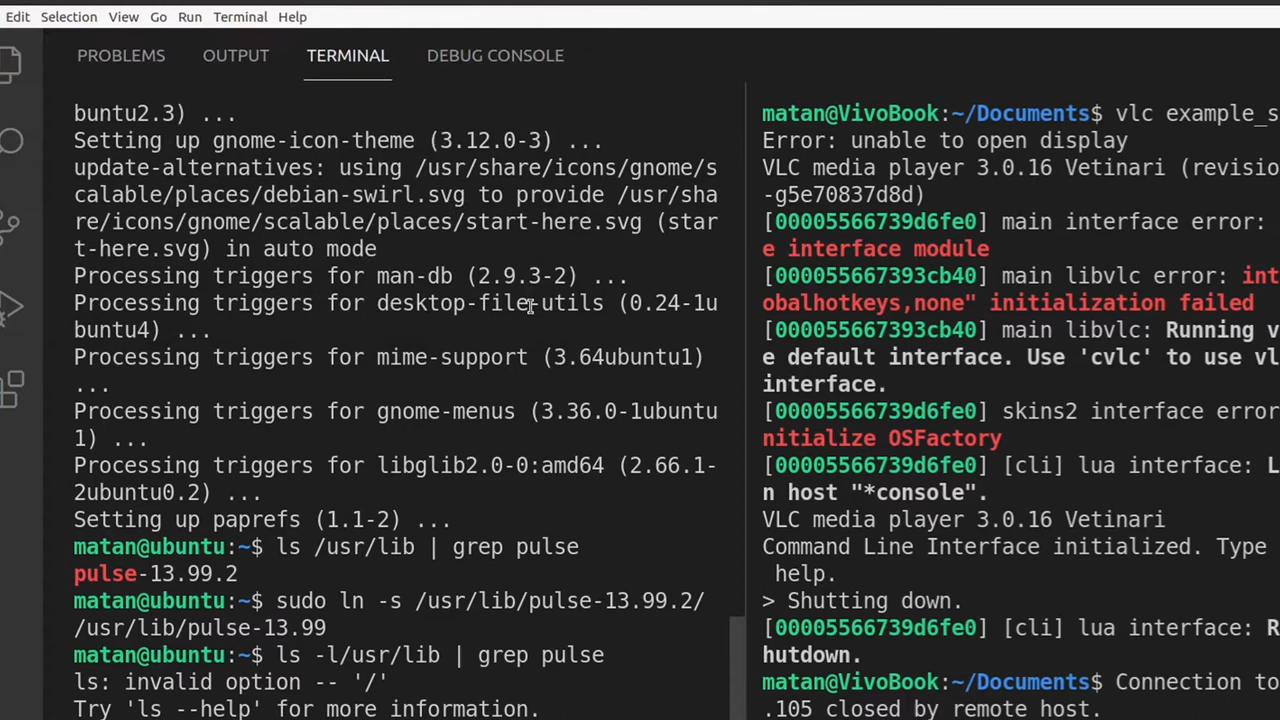 Edit Selection View Go Run Terminal Help
PROBLEMS OUTPUT TERMINAL DEBUG CONSOLE
buntu2.3) ...
Setting up gnome-icon-theme (3.12.0-3) ...
update-alternatives: using /usr/share/icons/gnome/s
calable/places/debian-swirl.svg to provide /usr/sha
re/icons/gnome/scalable/places/start-here.svg (star
t-here.svg) in auto mode
Processing triggers for man-db (2.9.3-2) ...
Processing triggers for desktop-file-utils (0.24-1u
buntu4) ...
Processing triggers for mime-support (3.64ubuntu1)
...
Processing triggers for gnome-menus (3.36.0-1ubuntu
1) ...
Processing triggers for libglib2.0-0:amd64 (2.66.1-
2ubuntu0.2) ...
Setting up paprefs (1.1-2) ...
matan@ubuntu:~$ ls /usr/lib | grep pulse
pulse-13.99.2
matan@ubuntu:~$ sudo ln -s /usr/lib/pulse-13.99.2/
/usr/lib/pulse-13.99
matan@ubuntu:~$ ls -l/usr/lib | grep pulse
ls: invalid option -- '/'
Try 'ls --help' for more information.
matan@VivoBook:~/Documents$ vlc example_s
Error: unable to open display
VLC media player 3.0.16 Vetinari (revisio
-g5e70837d8d)
[00005566739d6fe0] main interface error:
e interface module
[00005566739​3cb40] main libvlc error: int
obalhotkeys,none" initialization failed
[000055667393cb40] main libvlc: Running v
e default interface. Use 'cvlc' to use vl
interface.
[00005566739d6fe0] skins2 interface error
nitialize OSFactory
[00005566739d6fe0] [cli] lua interface: L
n host "*console".
VLC media player 3.0.16 Vetinari
Command Line Interface initialized. Type
help.
> Shutting down.
[00005566739d6fe0] [cli] lua interface: R
hutdown.
matan@VivoBook:~/Documents$ Connection to
.105 closed by remote host.